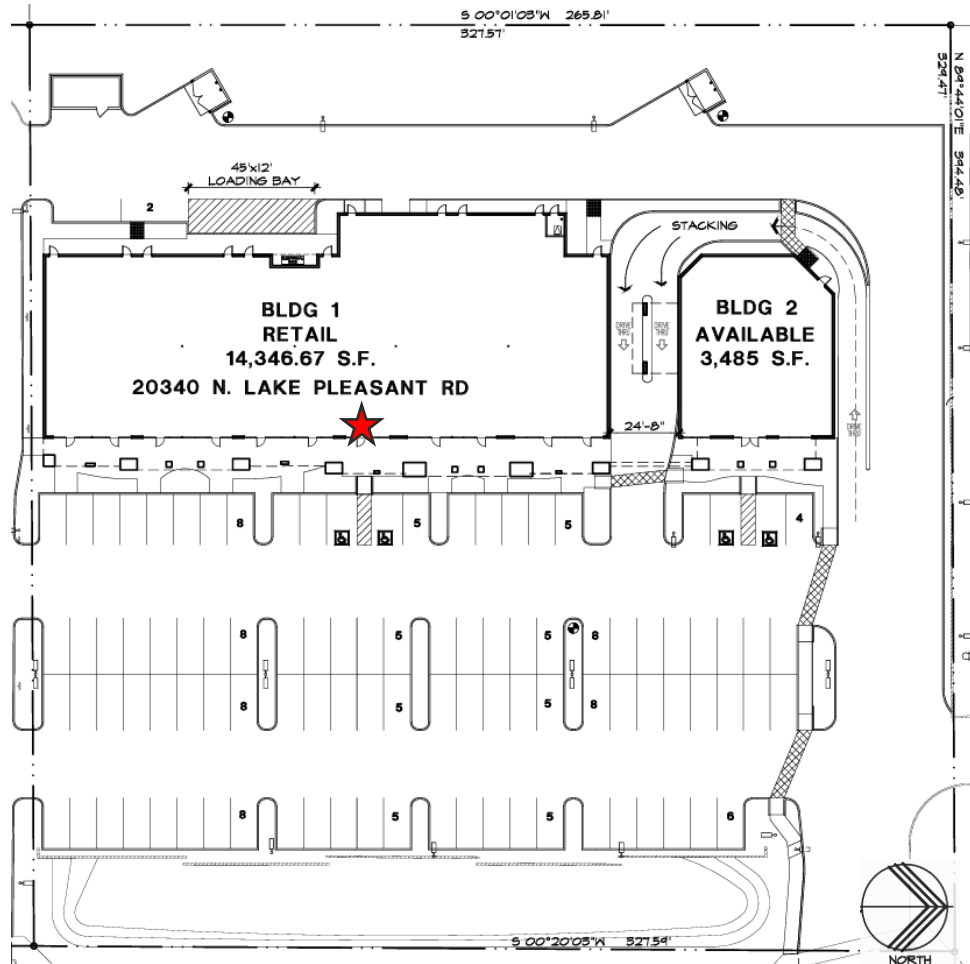 S 00°01'03"W 265.81'
327.57'
N 89°44'01"E 394.48'
329.47'
45'x12'
LOADING BAY
2
STACKING
BLDG 1
RETAIL
14,346.67 S.F.
20340 N. LAKE PLEASANT RD
DRIVE
THRU
DRIVE
THRU
BLDG 2
AVAILABLE
3,485 S.F.
24'-8"
DRIVE
THRU
8
5
5
4
8
5
5
8
8
5
5
8
8
5
5
6
S 00°20'03"W 327.59'
NORTH